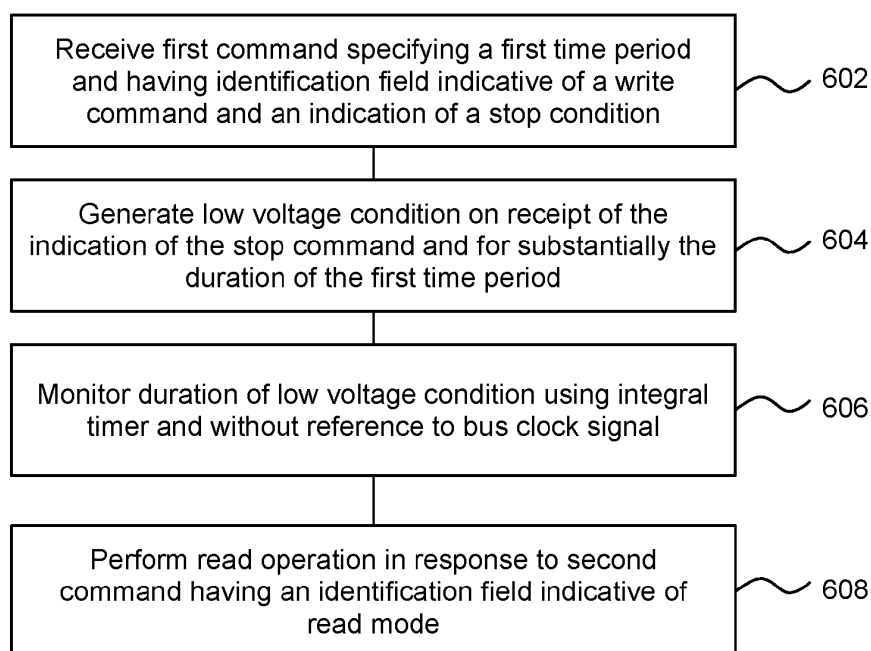 Receive first command specifying a first time period
and having identification field indicative of a write
command and an indication of a stop condition
602
Generate low voltage condition on receipt of the
indication of the stop command and for substantially the
duration of the first time period
604
Monitor duration of low voltage condition using integral
timer and without reference to bus clock signal
606
Perform read operation in response to second
command having an identification field indicative of
read mode
608